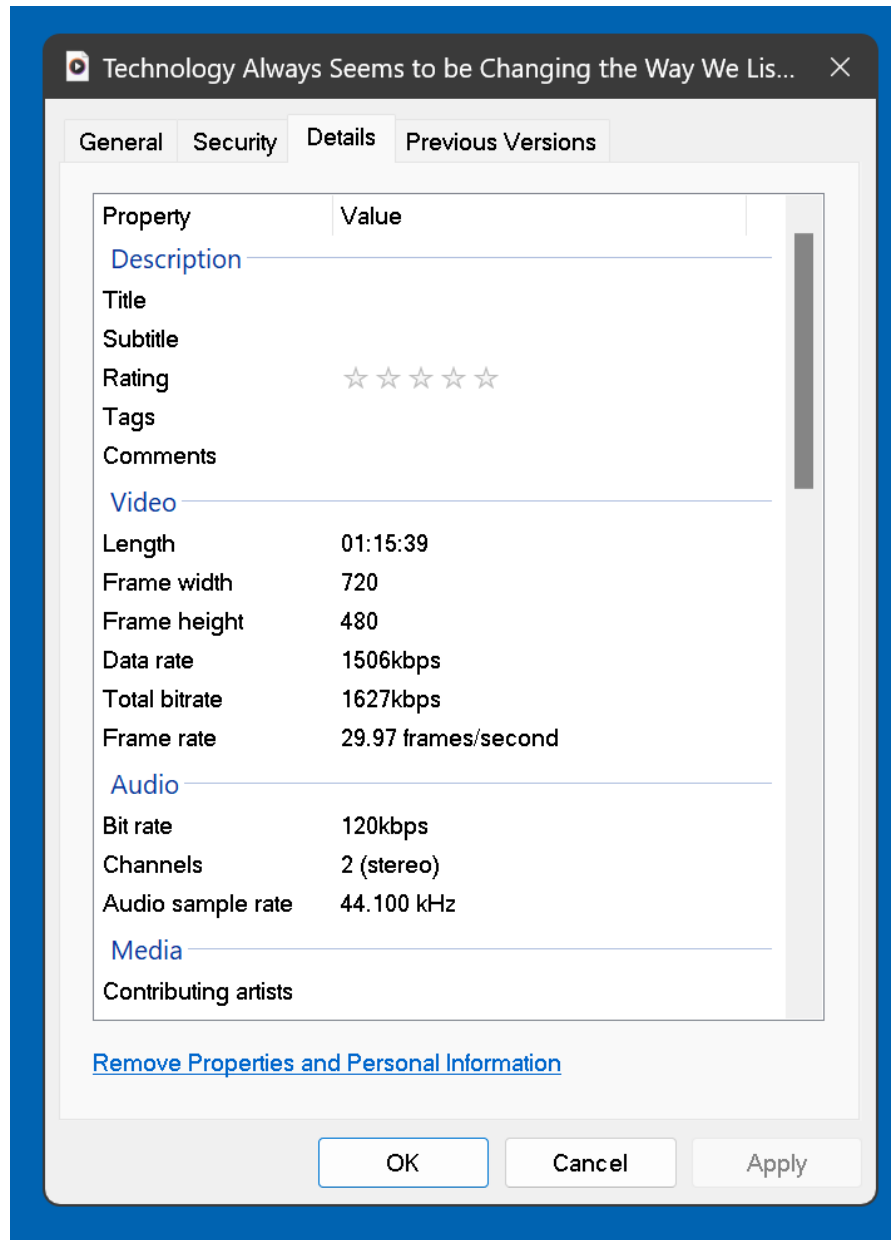 Technology Always Seems to be Changing the Way We Lis...
General Security Details Previous Versions
Property Value
Description
Title
Subtitle
Rating
Tags
Comments
Video
Length 01:15:39
Frame width 720
Frame height 480
Data rate 1506kbps
Total bitrate 1627kbps
Frame rate 29.97 frames/second
Audio
Bit rate 120kbps
Channels 2 (stereo)
Audio sample rate 44.100 kHz
Media
Contributing artists
Remove Properties and Personal Information
OK Cancel Apply